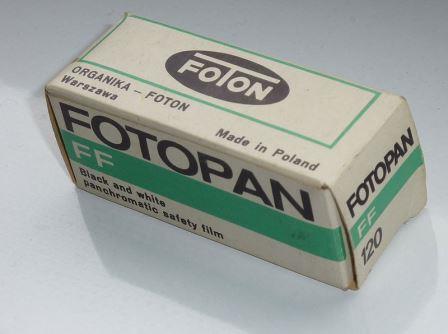 FOTON
ORGANIKA – FOTON
Warszawa
Made in Poland
FOTOPAN
FF
Black and white
panchromatic safety film
FOTOPAN
FF
120